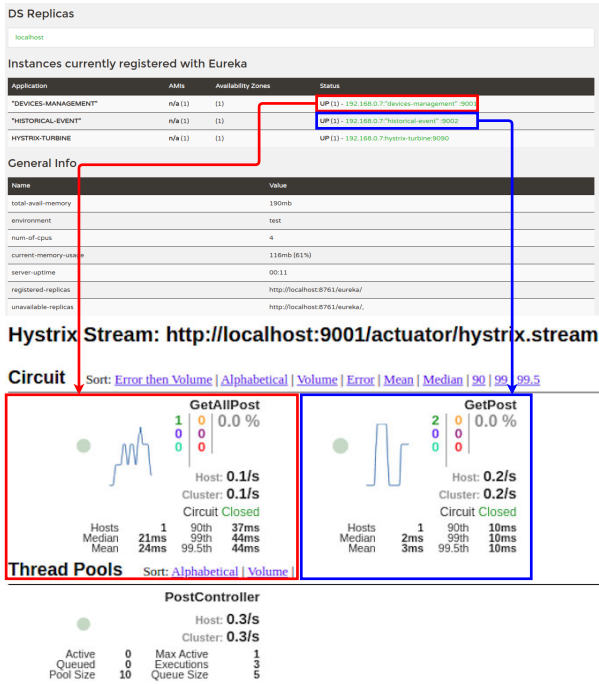 DS Replicas
localhost
Instances currently registered with Eureka
Application AMIs Availability Zones Status
"DEVICES-MANAGEMENT" n/a (1) (1) UP (1) - 192.168.0.7:"devices-management" :9001
"HISTORICAL-EVENT" n/a (1) (1) UP (1) - 192.168.0.7:"historical-event" :9002
HYSTRIX-TURBINE n/a (1) (1) UP (1) - 192.168.0.7:hystrix-turbine:9090
General Info
Name Value
total-avail-memory 190mb
environment test
num-of-cpus 4
current-memory-usage 116mb (61%)
server-uptime 00:11
registered-replicas http://localhost:8761/eureka/
unavailable-replicas http://localhost:8761/eureka/,
Hystrix Stream: http://localhost:9001/actuator/hystrix.stream
Circuit Sort: Error then Volume | Alphabetical | Volume | Error | Mean | Median | 90 | 99 | 99.5
GetAllPost
1 0 0.0 %
0 0
0 0
Host: 0.1/s
Cluster: 0.1/s
Circuit Closed
Hosts 1 90th 37ms
Median 21ms 99th 44ms
Mean 24ms 99.5th 44ms
GetPost
2 0 0.0 %
0 0
0 0
Host: 0.2/s
Cluster: 0.2/s
Circuit Closed
Hosts 1 90th 10ms
Median 2ms 99th 10ms
Mean 3ms 99.5th 10ms
Thread Pools Sort: Alphabetical | Volume |
PostController
Host: 0.3/s
Cluster: 0.3/s
Active 0 Max Active 1
Queued 0 Executions 3
Pool Size 10 Queue Size 5